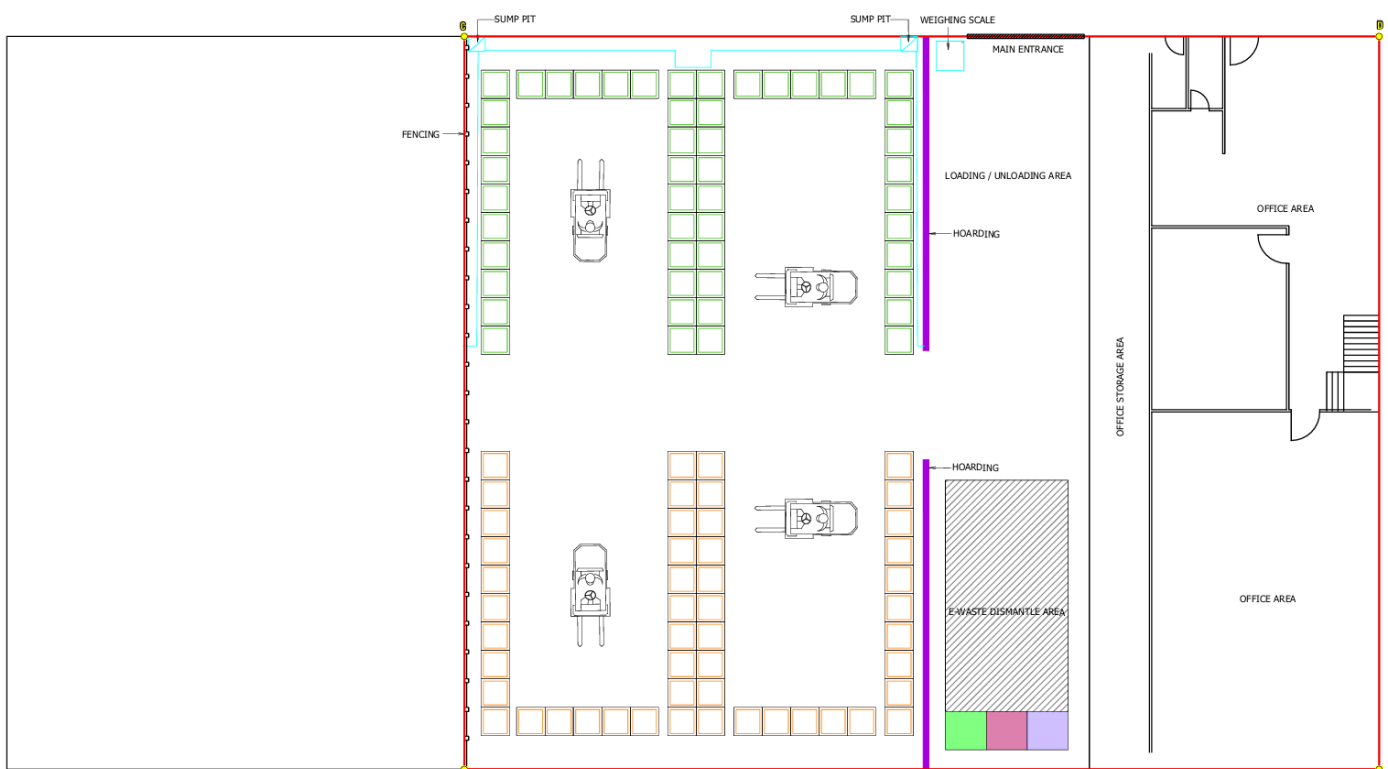 C
D
SUMP PIT
SUMP PIT
WEIGHING SCALE
MAIN ENTRANCE
FENCING
LOADING / UNLOADING AREA
OFFICE AREA
HOARDING
OFFICE STORAGE AREA
HOARDING
E-WASTE DISMANTLE AREA
OFFICE AREA